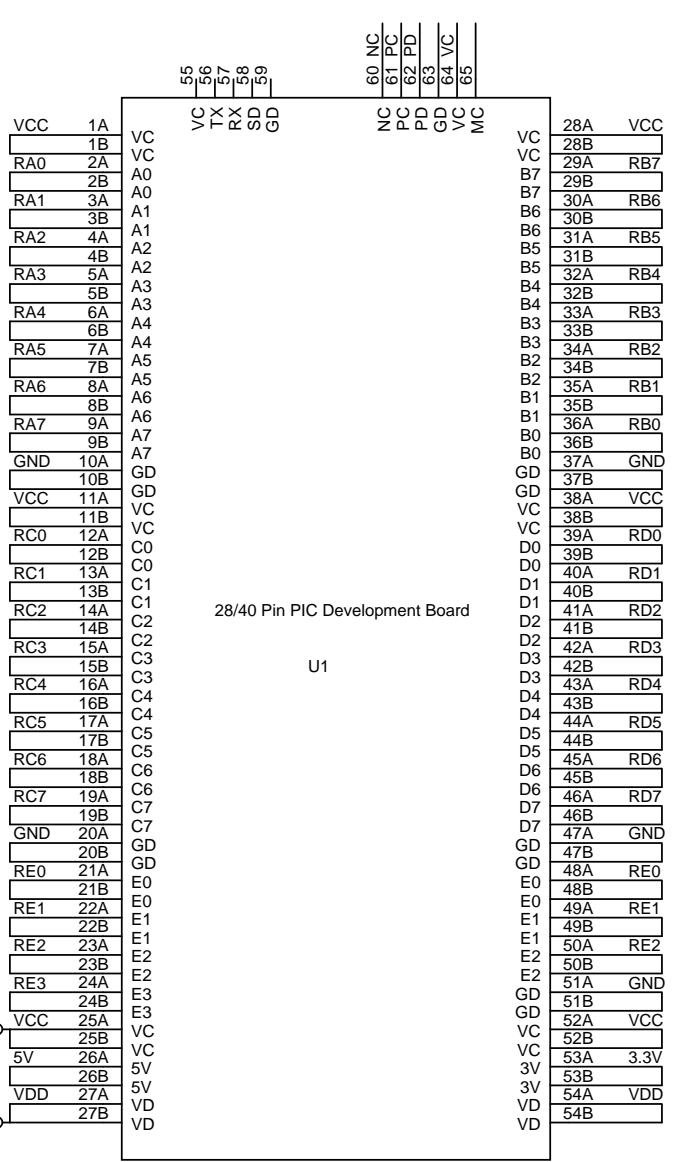 55 56 57 58 59 60 NC 61 PC 62 PD 63 64 VC 65
VC TX RX SD GD NC PC PD GD VC MC
VCC 1A VC VC 28A VCC
1B VC VC 28B
RA0 2A A0 B7 29A RB7
2B A0 B7 29B
RA1 3A A1 B6 30A RB6
3B A1 B6 30B
RA2 4A A2 B5 31A RB5
4B A2 B5 31B
RA3 5A A3 B4 32A RB4
5B A3 B4 32B
RA4 6A A4 B3 33A RB3
6B A4 B3 33B
RA5 7A A5 B2 34A RB2
7B A5 B2 34B
RA6 8A A6 B1 35A RB1
8B A6 B1 35B
RA7 9A A7 B0 36A RB0
9B A7 B0 36B
GND 10A GD GD 37A GND
10B GD GD 37B
VCC 11A VC VC 38A VCC
11B VC VC 38B
RC0 12A C0 D0 39A RD0
12B C0 D0 39B
RC1 13A C1 D1 40A RD1
13B C1 D1 40B
28/40 Pin PIC Development Board
RC2 14A C2 D2 41A RD2
14B C2 D2 41B
RC3 15A C3 D3 42A RD3
15B C3 D3 42B
U1
RC4 16A C4 D4 43A RD4
16B C4 D4 43B
RC5 17A C5 D5 44A RD5
17B C5 D5 44B
RC6 18A C6 D6 45A RD6
18B C6 D6 45B
RC7 19A C7 D7 46A RD7
19B C7 D7 46B
GND 20A GD GD 47A GND
20B GD GD 47B
RE0 21A E0 E0 48A RE0
21B E0 E0 48B
RE1 22A E1 E1 49A RE1
22B E1 E1 49B
RE2 23A E2 E2 50A RE2
23B E2 E2 50B
RE3 24A E3 GD 51A GND
24B E3 GD 51B
VCC 25A VC VC 52A VCC
25B VC VC 52B
5V 26A 5V 3V 53A 3.3V
26B 5V 3V 53B
VDD 27A VD VD 54A VDD
27B VD VD 54B